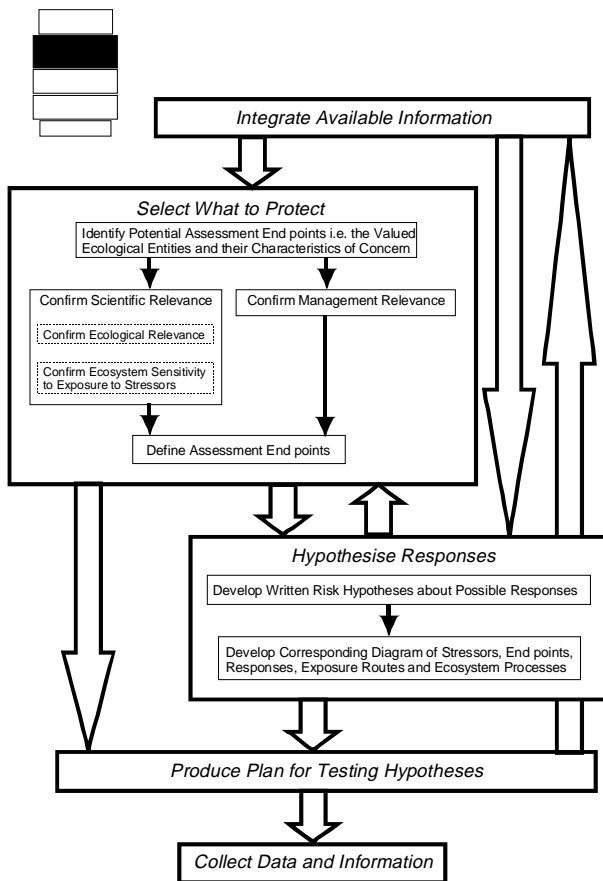 Integrate Available Information
Select What to Protect
Identify Potential Assessment End points i.e. the Valued
Ecological Entities and their Characteristics of Concern
Confirm Scientific Relevance
Confirm Ecological Relevance
Confirm Ecosystem Sensitivity
to Exposure to Stressors
Confirm Management Relevance
Define Assessment End points
Hypothesise Responses
Develop Written Risk Hypotheses about Possible Responses
Develop Corresponding Diagram of Stressors, End points,
Responses, Exposure Routes and Ecosystem Processes
Produce Plan for Testing Hypotheses
Collect Data and Information